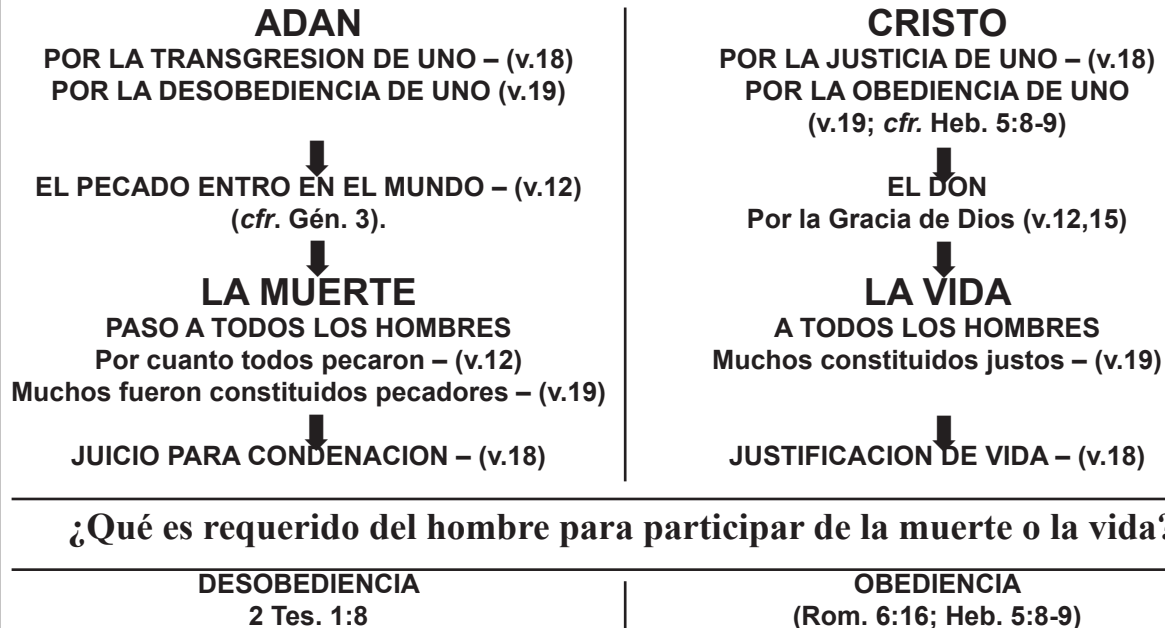 ADAN
POR LA TRANSGRESION DE UNO – (v.18)
POR LA DESOBEDIENCIA DE UNO (v.19)
EL PECADO ENTRO EN EL MUNDO – (v.12)
(cfr. Gén. 3).
LA MUERTE
PASO A TODOS LOS HOMBRES
Por cuanto todos pecaron – (v.12)
Muchos fueron constituidos pecadores – (v.19)
JUICIO PARA CONDENACION – (v.18)
CRISTO
POR LA JUSTICIA DE UNO – (v.18)
POR LA OBEDIENCIA DE UNO
(v.19; cfr. Heb. 5:8-9)
EL DON
Por la Gracia de Dios (v.12,15)
LA VIDA
A TODOS LOS HOMBRES
Muchos constituidos justos – (v.19)
JUSTIFICACION DE VIDA – (v.18)
¿Qué es requerido del hombre para participar de la muerte o la vida?
DESOBEDIENCIA
2 Tes. 1:8
OBEDIENCIA
(Rom. 6:16; Heb. 5:8-9)